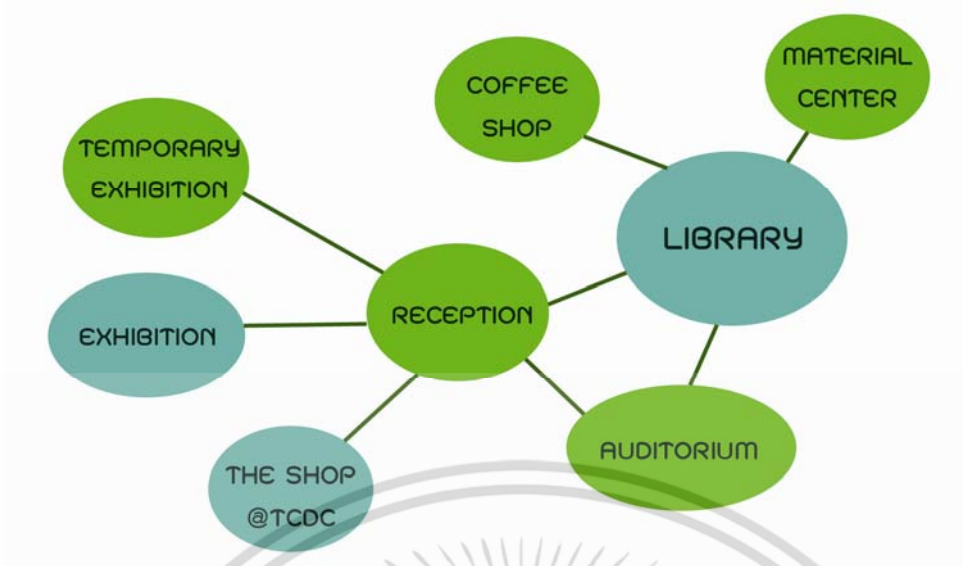 COFFEE
SHOP
MATERIAL
CENTER
TEMPORARY
EXHIBITION
LIBRARY
RECEPTION
EXHIBITION
AUDITORIUM
THE SHOP
@TCDC